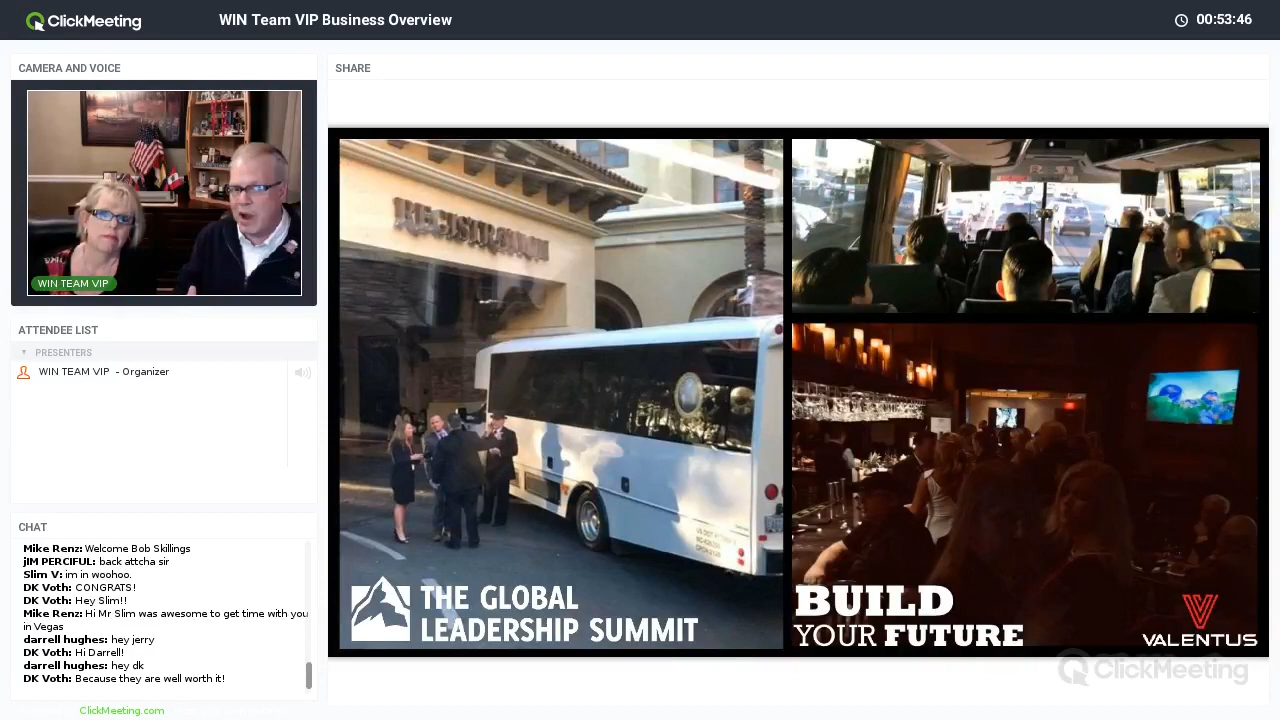 ClickMeeting
WIN Team VIP Business Overview
00:53:46
CAMERA AND VOICE
WIN TEAM VIP
ATTENDEE LIST
PRESENTERS
WIN TEAM VIP - Organizer
CHAT
Mike Renz: Welcome Bob Skillings
jIM PERCIFUL: back attcha sir
Slim V: im in woohoo.
DK Voth: CONGRATS!
DK Voth: Hey Slim!!
Mike Renz: Hi Mr Slim was awesome to get time with you
in Vegas
darrell hughes: hey jerry
DK Voth: Hi Darrell!
darrell hughes: hey dk
DK Voth: Because they are well worth it!
ClickMeeting.com
SHARE
REGISTRATION
THE GLOBAL
LEADERSHIP SUMMIT
BUILD
YOUR FUTURE
VALENTUS
ClickMeeting